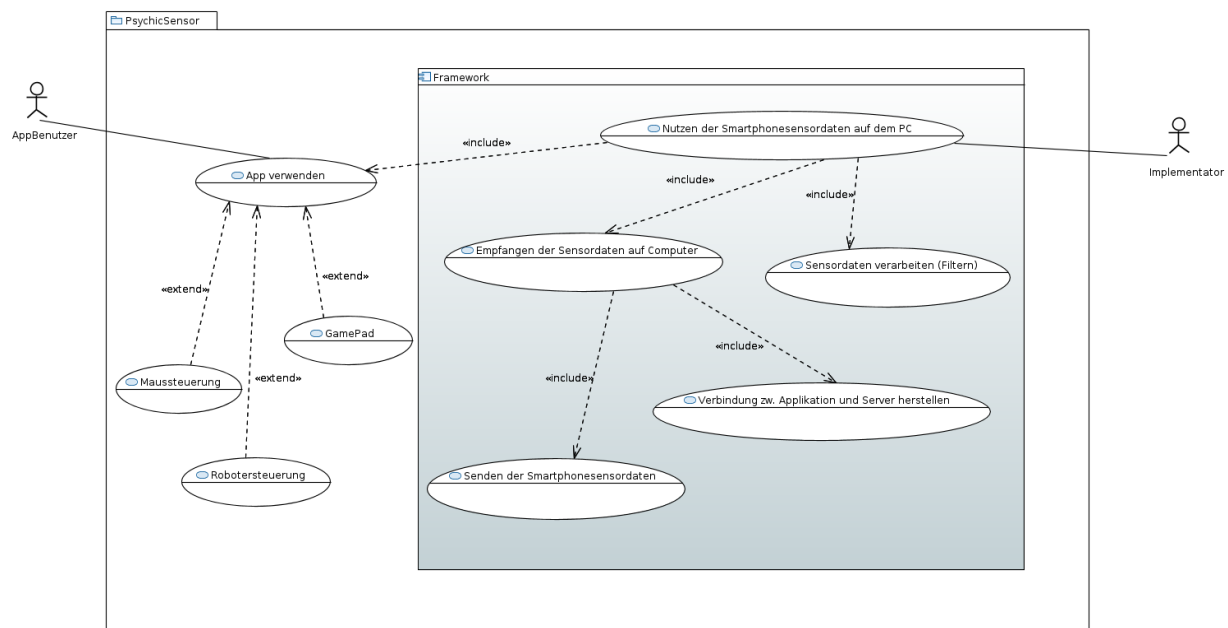 PsychicSensor
Framework
AppBenutzer
Nutzen der Smartphonesensordaten auf dem PC
«include»
Implementator
App verwenden
«include»
«include»
Empfangen der Sensordaten auf Computer
Sensordaten verarbeiten (Filtern)
«extend»
«extend»
GamePad
«include»
Maussteuerung
«extend»
«include»
Verbindung zw. Applikation und Server herstellen
Robotersteuerung
Senden der Smartphonesensordaten